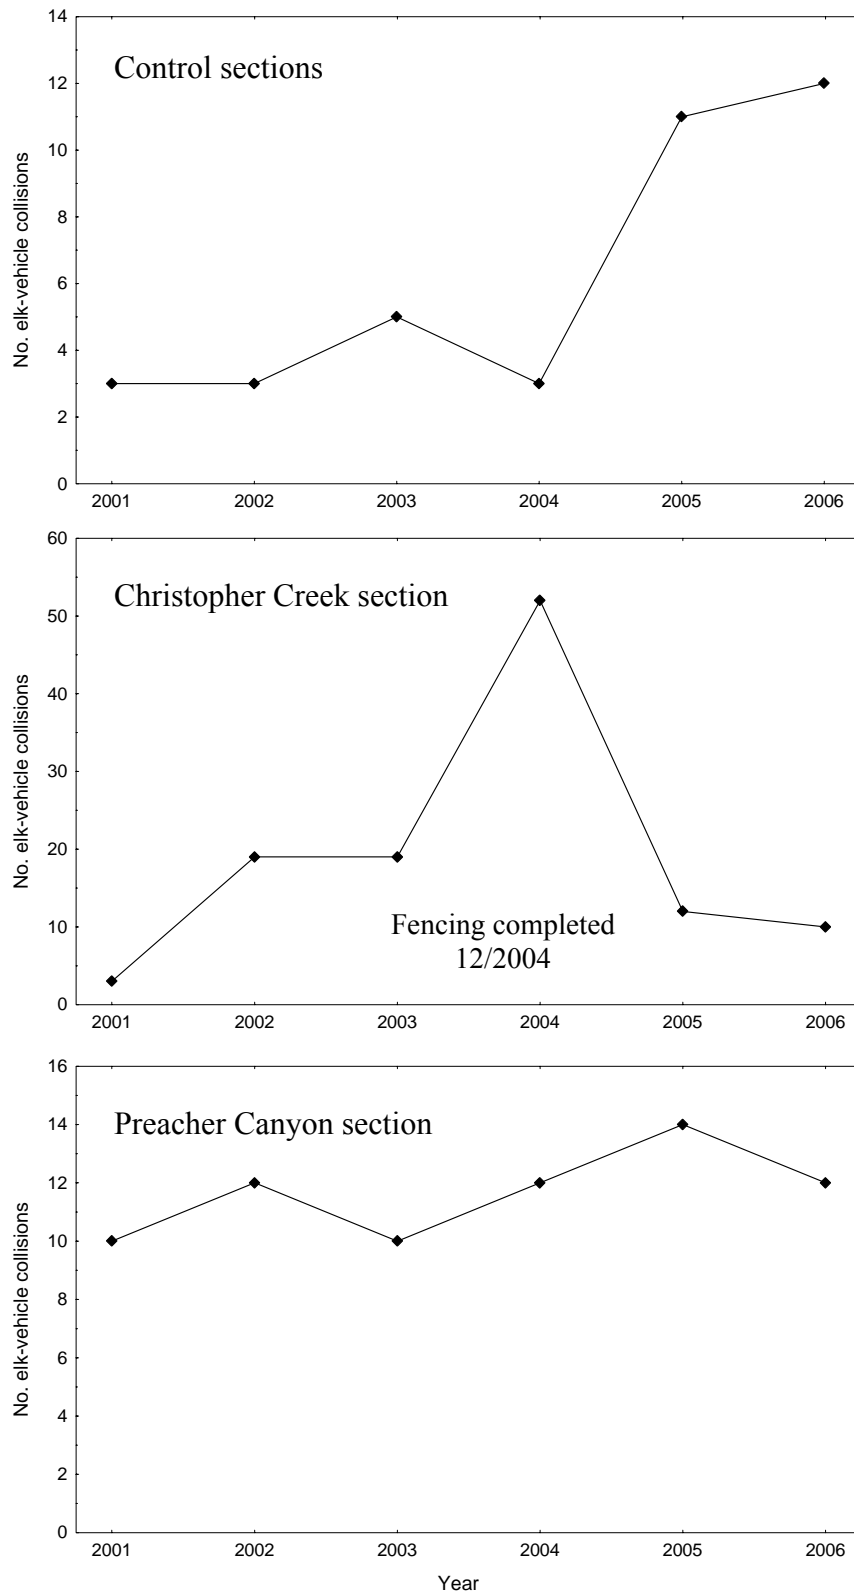 14
Control sections
12
10
8
6
4
2
0
No. elk-vehicle collisions
2001 2002 2003 2004 2005 2006
60
Christopher Creek section
50
40
30
20
10
0
No. elk-vehicle collisions
Fencing completed
12/2004
2001 2002 2003 2004 2005 2006
16
Preacher Canyon section
14
12
10
8
6
4
2
0
No. elk-vehicle collisions
2001 2002 2003 2004 2005 2006
Year